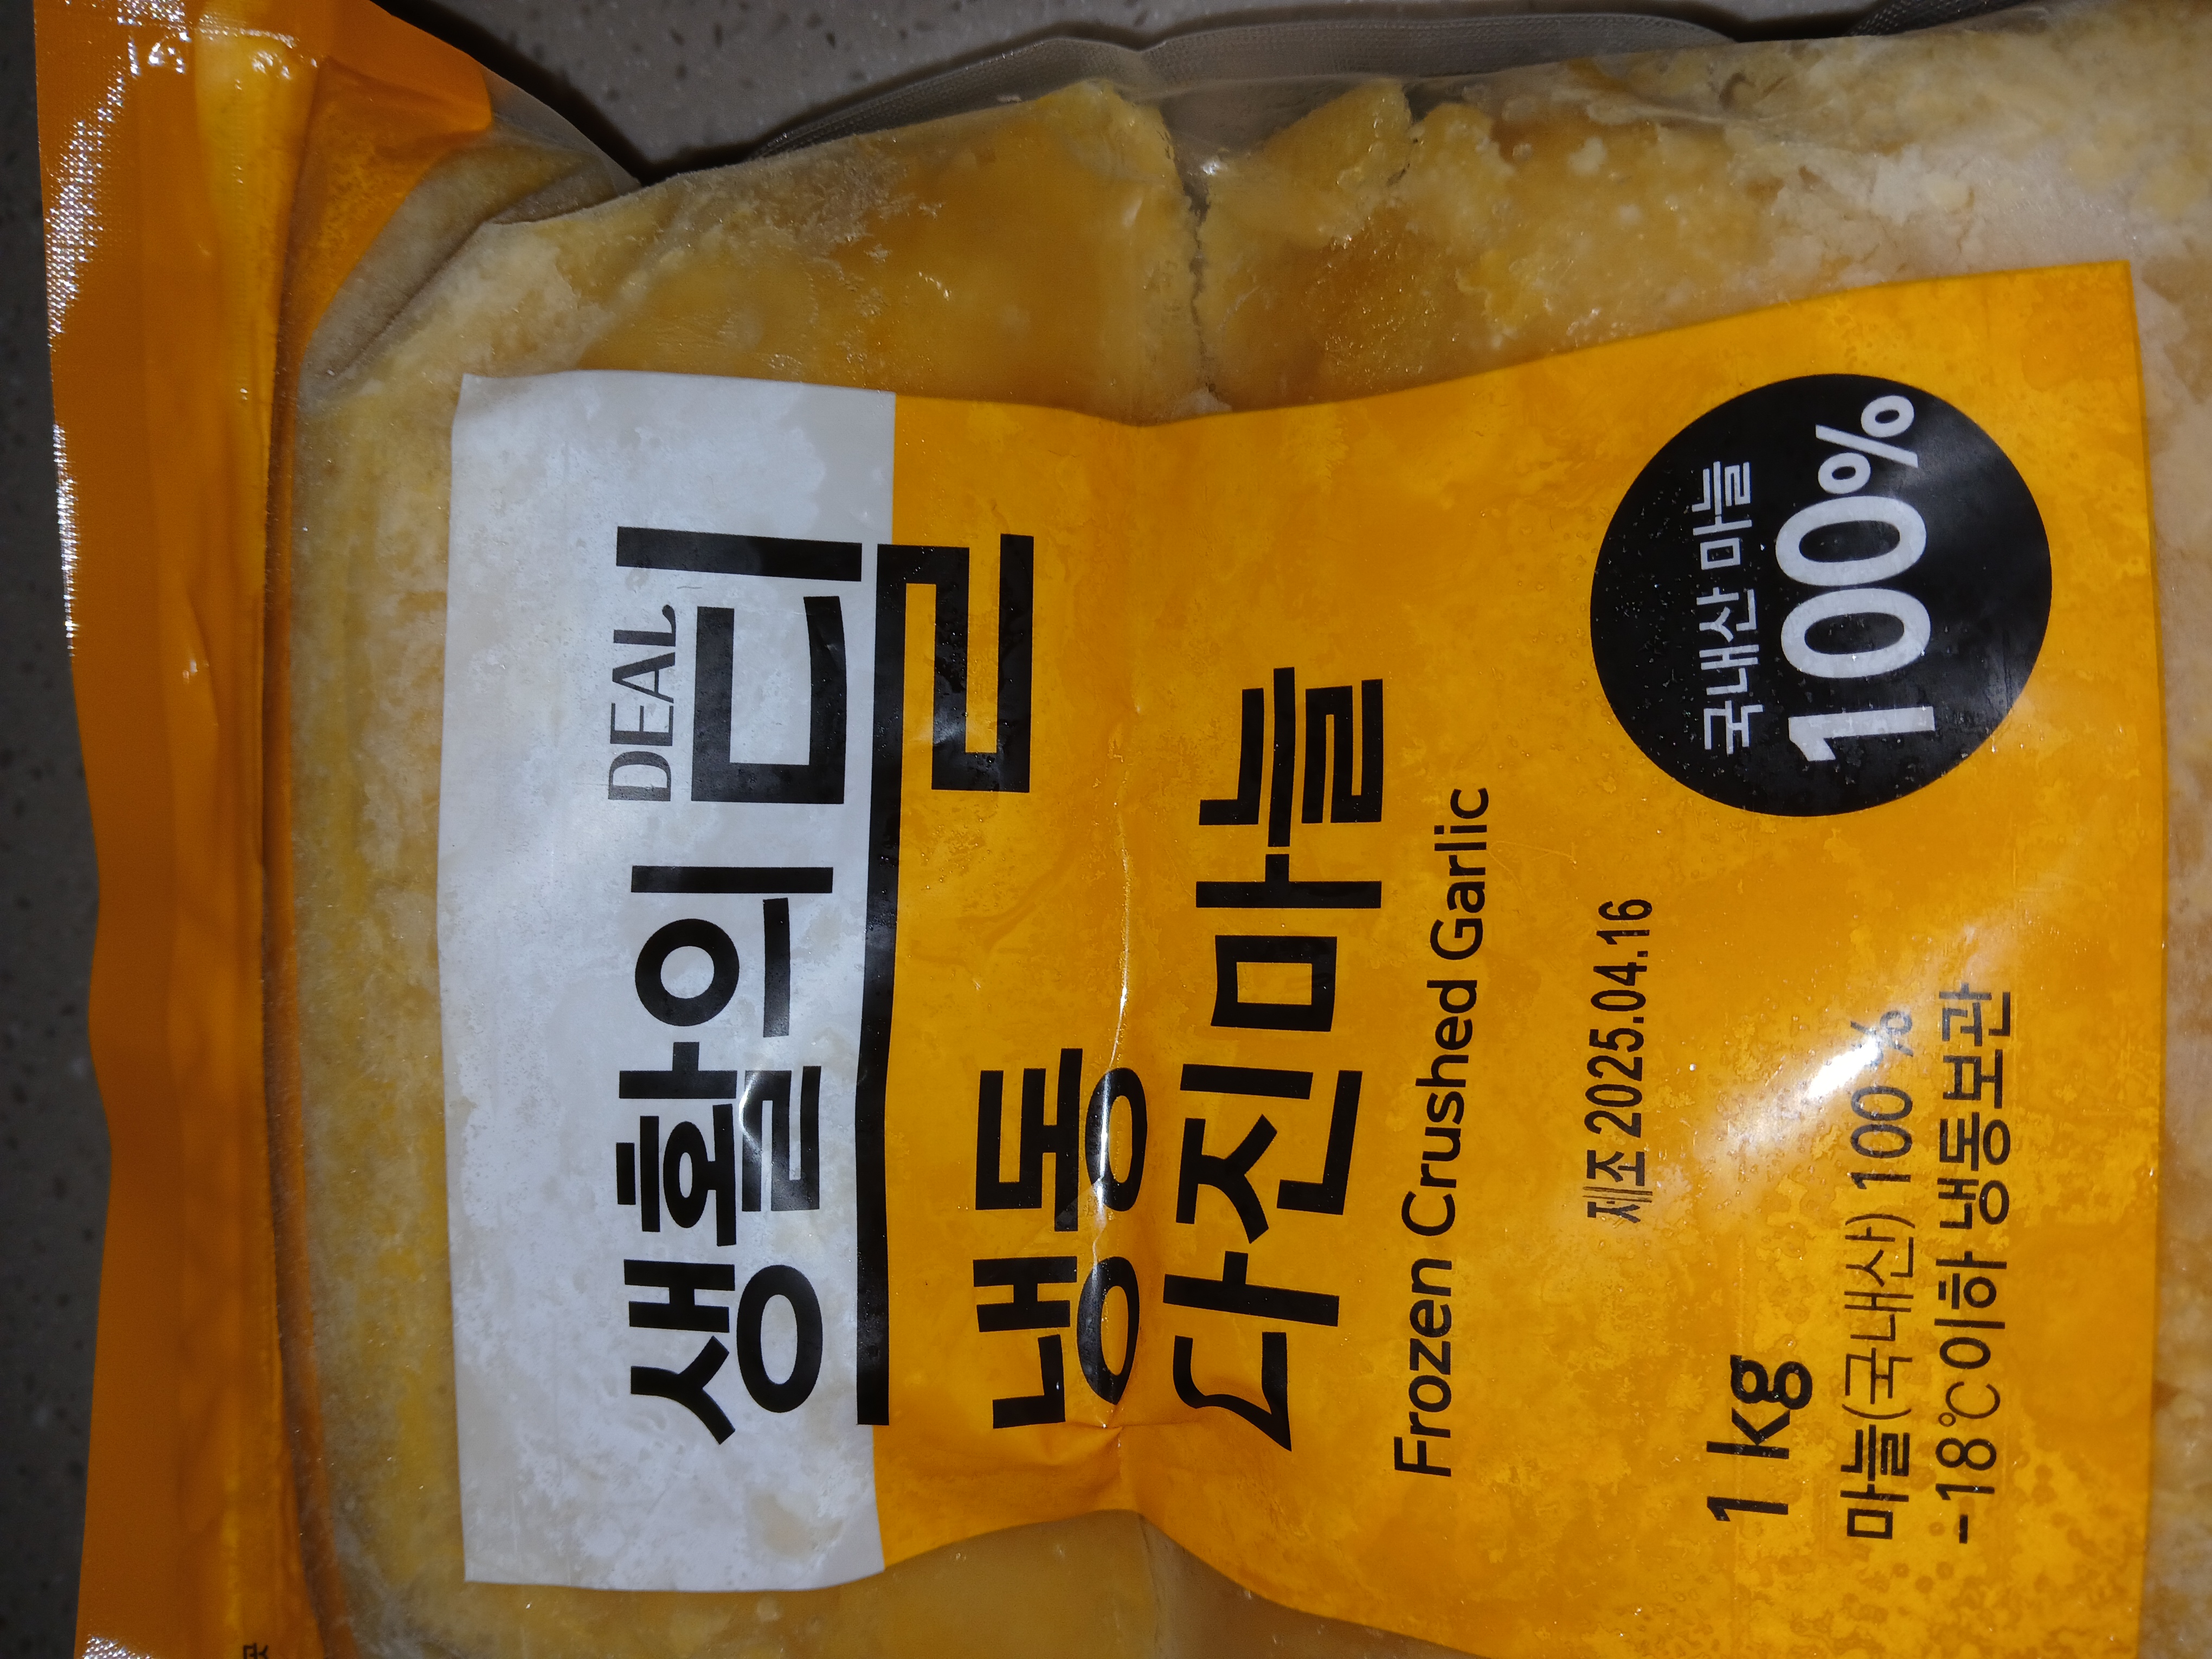 DEAL
생활의 딜
냉동
다진마늘
Frozen Crushed Garlic
국내산 마늘
100%
제조 2025.04.16
1 kg
마늘(국내산) 100 %
-18℃이하 냉동보관